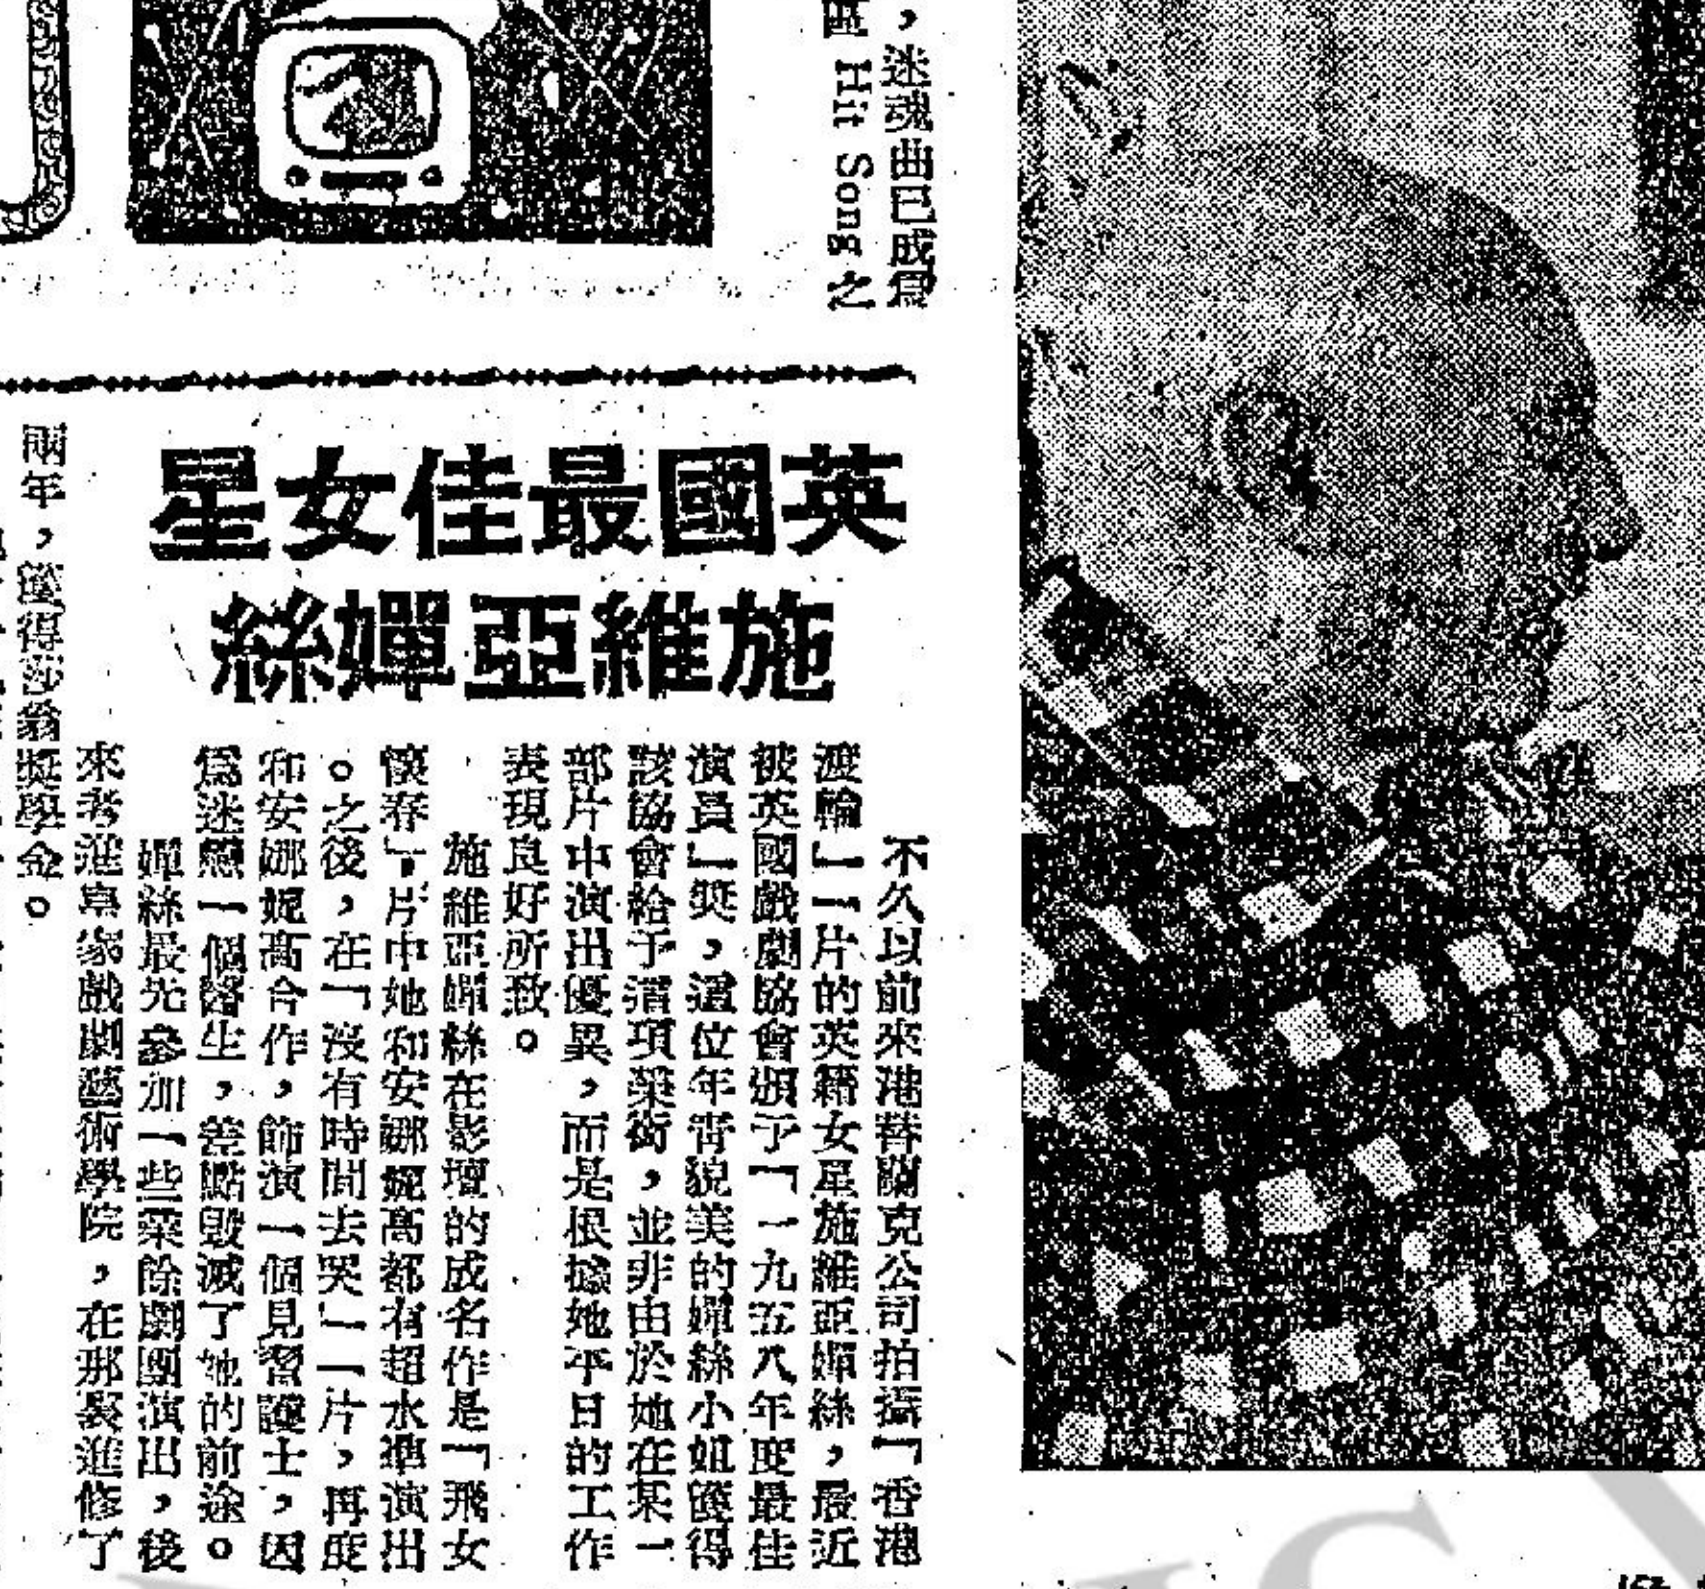 ，迷魂曲已成爲
Hit Song 之
英國最佳女星
施維亞嬋絲
不久以前來港替蘭克公司拍攝「香港
渡輪」一片的英籍女星施維亞嬋絲，最近
被英國戲劇協會頒予「一九五八年度最佳
演員」獎，這位年青貌美的嬋絲小姐獲得
該協會給予這項榮銜，並非由於她在某一
部片中演出優異，而是根據她平日的工作
表現良好所致。
施維亞嬋絲在影壇的成名作是「飛女
懷春」，片中她和安娜妮高都有超水準演出
。之後，在「沒有時間去哭」一片，再度
和安娜妮高合作，飾演一個見習護士，因
爲迷戀一個醫生，差點毀滅了她的前途。
嬋絲最先參加一些業餘劇團演出，後
來考進皇家戲劇藝術學院，在那裏進修了
兩年，獲得莎翁獎學金。